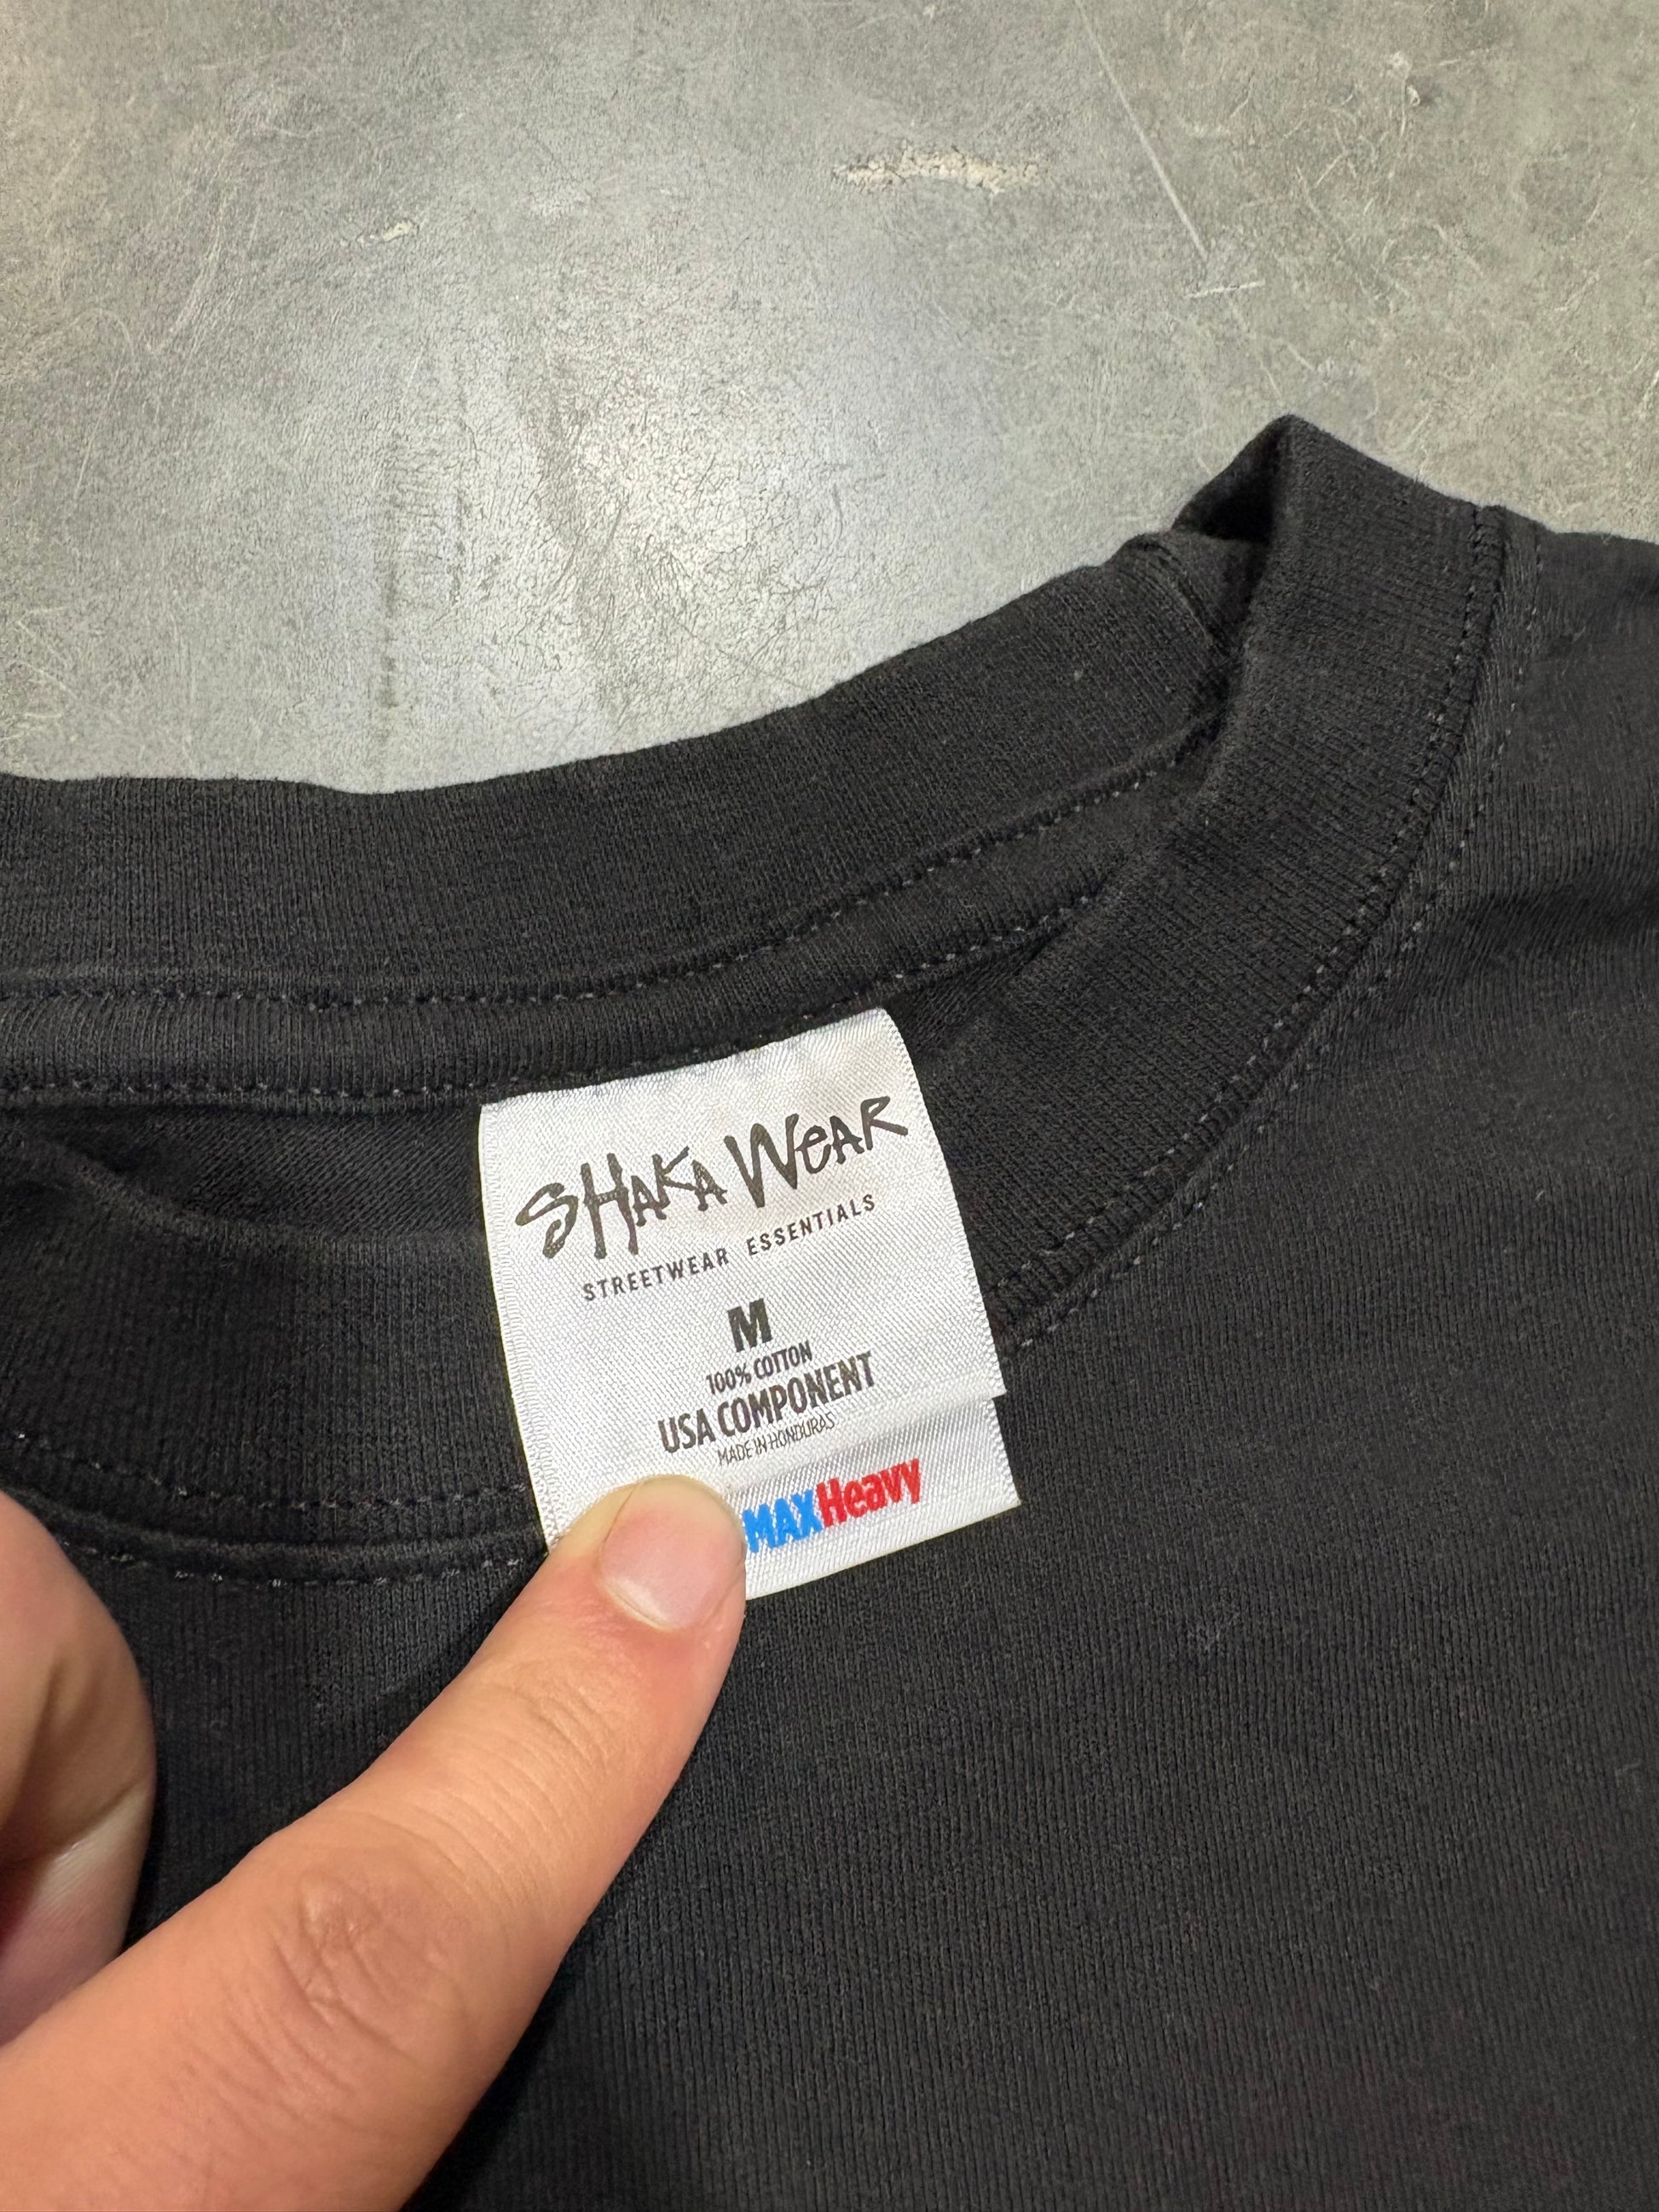 SHAKA WEAR
STREETWEAR ESSENTIALS
M
100% COTTON
USA COMPONENT
MADE IN HONDURAS
MAXHeavy